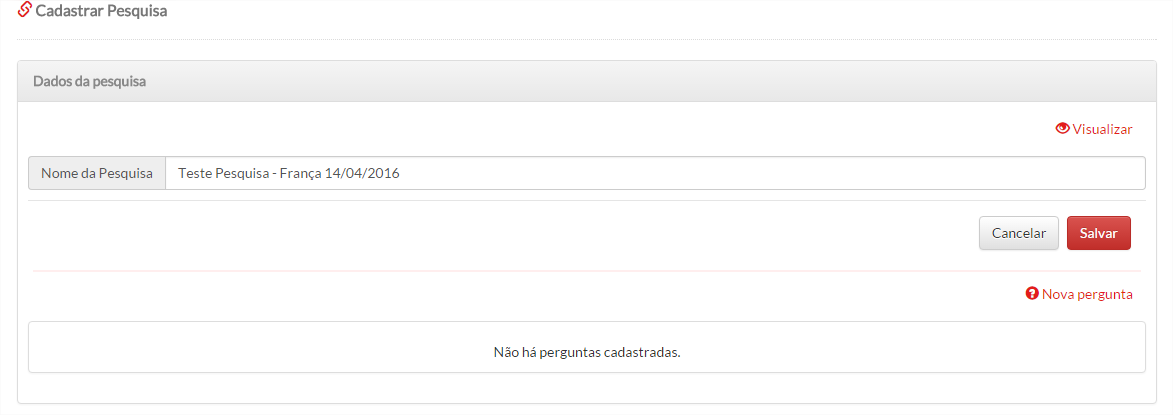 Cadastrar Pesquisa
Dados da pesquisa
Visualizar
Nome da Pesquisa Teste Pesquisa - França 14/04/2016
Cancelar Salvar
Nova pergunta
Não há perguntas cadastradas.